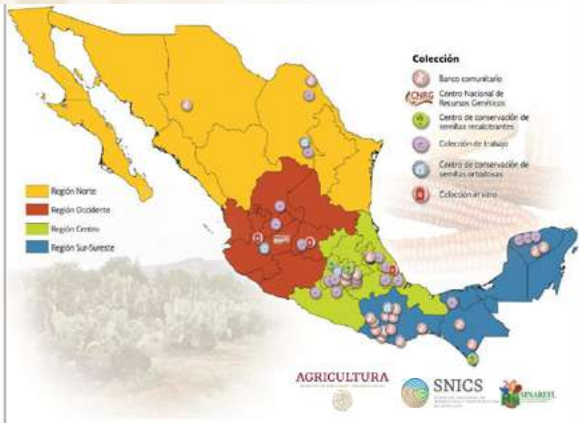 Colección
Banco comunitario
CNRG
Centro Nacional de
Recursos Genéticos
Centro de conservación de
semillas recalcitrantes
Colección de trabajo
Centro de conservación de
semillas ortodoxas
Colección in vitro
Región Norte
Región Occidente
Región Centro
Región Sur-Sureste
AGRICULTURA
SNICS
SINAREFI